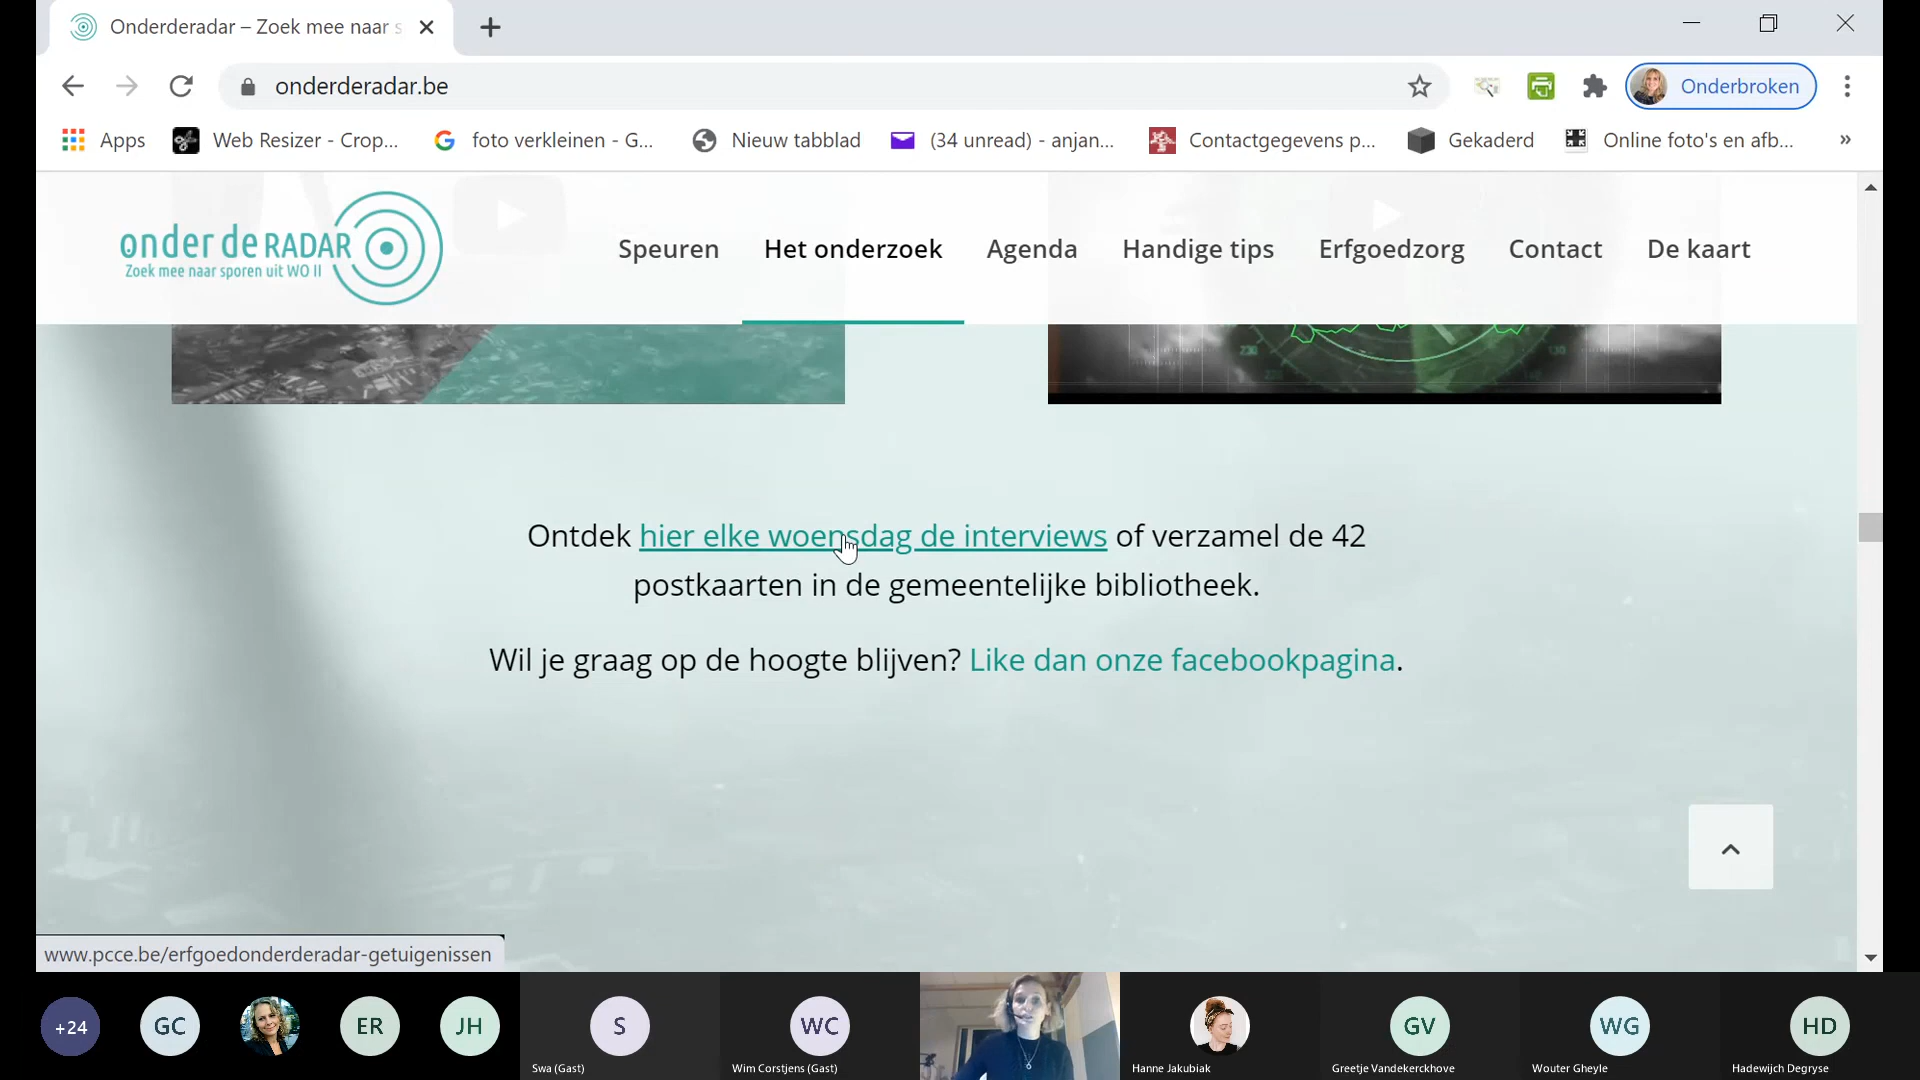 Onderderadar – Zoek mee naar s
onderderadar.be
Onderbroken
Apps
Web Resizer - Crop...
foto verkleinen - G...
Nieuw tabblad
(34 unread) - anjan...
Contactgegevens p...
Gekaderd
Online foto's en afb...
»
onder de RADAR
Zoek mee naar sporen uit WO II
Speuren
Het onderzoek
Agenda
Handige tips
Erfgoedzorg
Contact
De kaart
230
130
Ontdek hier elke woensdag de interviews of verzamel de 42
postkaarten in de gemeentelijke bibliotheek.
Wil je graag op de hoogte blijven? Like dan onze facebookpagina.
www.pcce.be/erfgoedonderderadar-getuigenissen
+24
GC
ER
JH
S
Swa (Gast)
WC
Wim Corstjens (Gast)
Hanne Jakubiak
GV
Greetje Vandekerckhove
WG
Wouter Gheyle
HD
Hadewijch Degryse